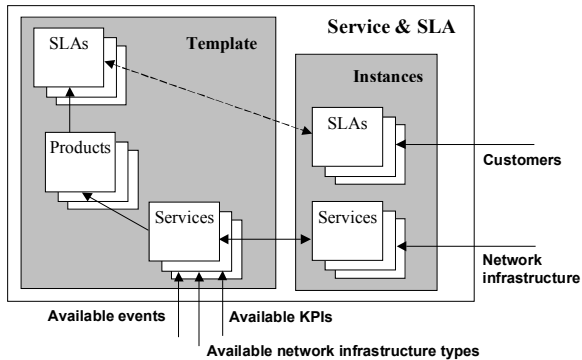 Service & SLA
Template
SLAs
Products
Services
Instances
SLAs
Services
Customers
Network
infrastructure
Available events
Available KPIs
Available network infrastructure types